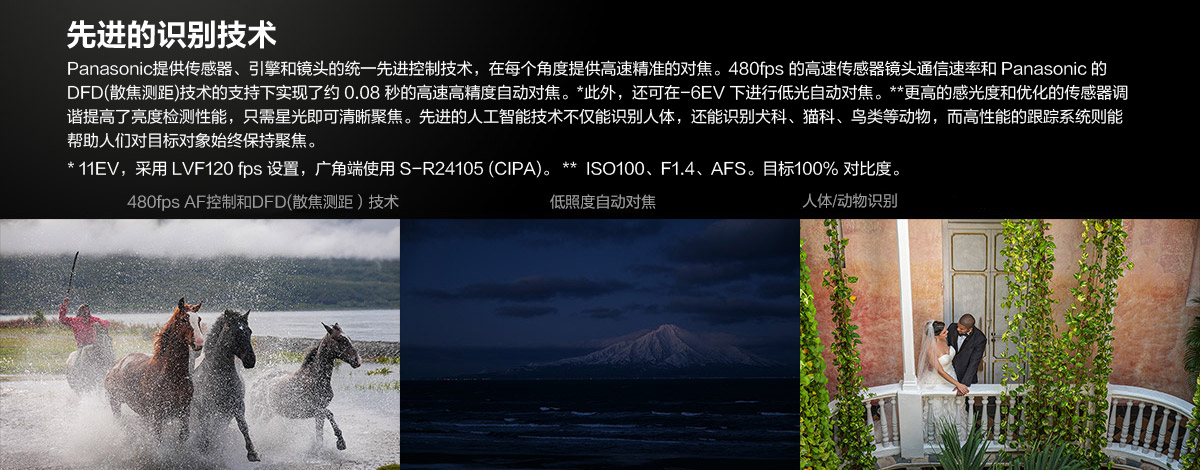 先进的识别技术
Panasonic提供传感器、引擎和镜头的统一先进控制技术，在每个角度提供高速精准的对焦。480fps 的高速传感器镜头通信速率和 Panasonic 的
DFD(散焦测距)技术的支持下实现了约 0.08 秒的高速高精度自动对焦。*此外，还可在-6EV 下进行低光自动对焦。**更高的感光度和优化的传感器调
谐提高了亮度检测性能，只需星光即可清晰聚焦。先进的人工智能技术不仅能识别人体，还能识别犬科、猫科、鸟类等动物，而高性能的跟踪系统则能
帮助人们对目标对象始终保持聚焦。
* 11EV，采用 LVF120 fps 设置，广角端使用 S-R24105 (CIPA)。 ** ISO100、F1.4、AFS。目标100% 对比度。
480fps AF控制和DFD(散焦测距 ) 技术 低照度自动对焦 人体/动物识别